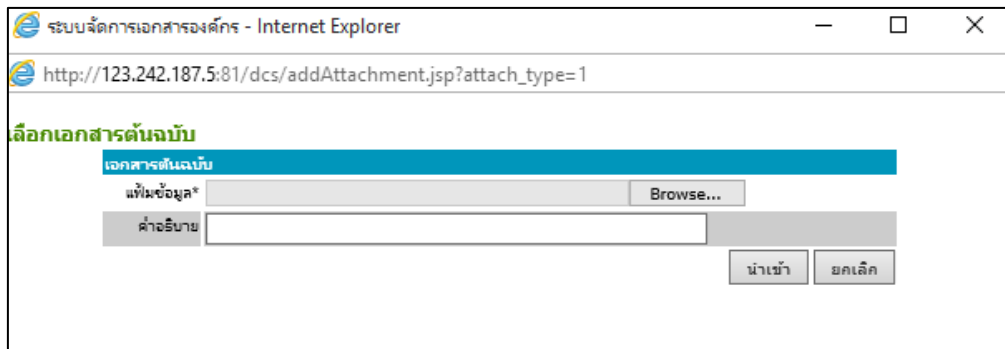 ระบบจัดการเอกสารองค์กร - Internet Explorer
http://123.242.187.5:81/dcs/addAttachment.jsp?attach_type=1
เลือกเอกสารต้นฉบับ
เอกสารต้นฉบับ
แฟ้มข้อมูล* Browse...
คำอธิบาย
นำเข้า ยกเลิก